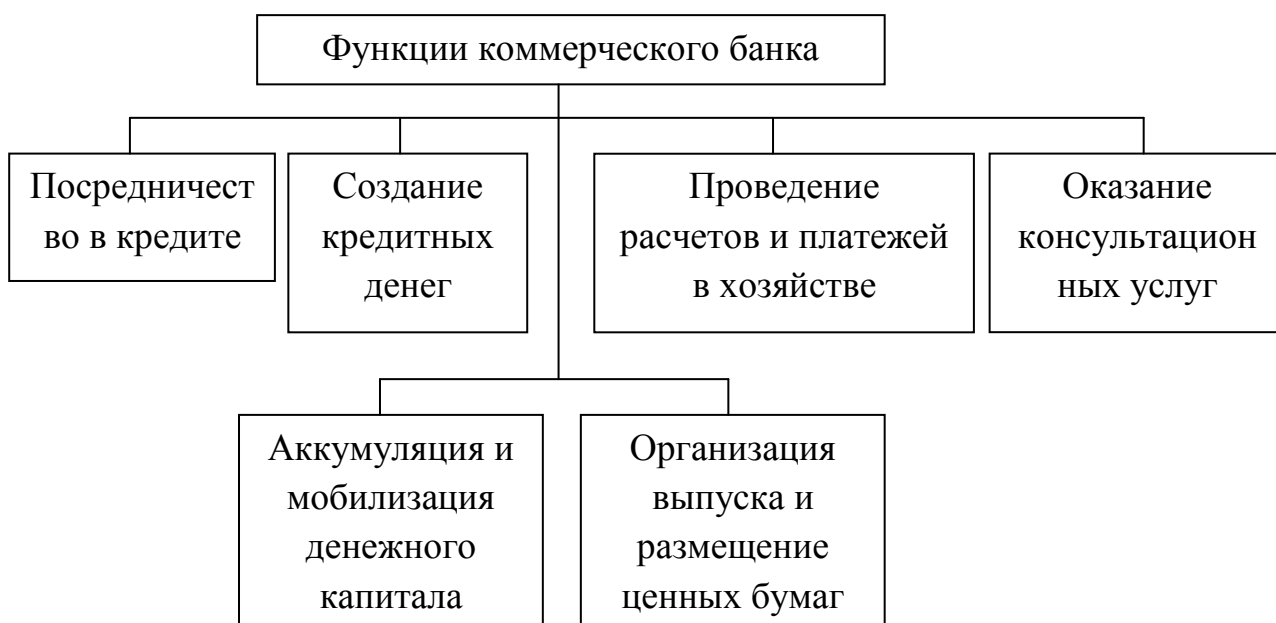 Функции коммерческого банка
Посредничест
во в кредите
Создание
кредитных
денег
Проведение
расчетов и платежей
в хозяйстве
Оказание
консультацион
ных услуг
Аккумуляция и
мобилизация
денежного
капитала
Организация
выпуска и
размещение
ценных бумаг